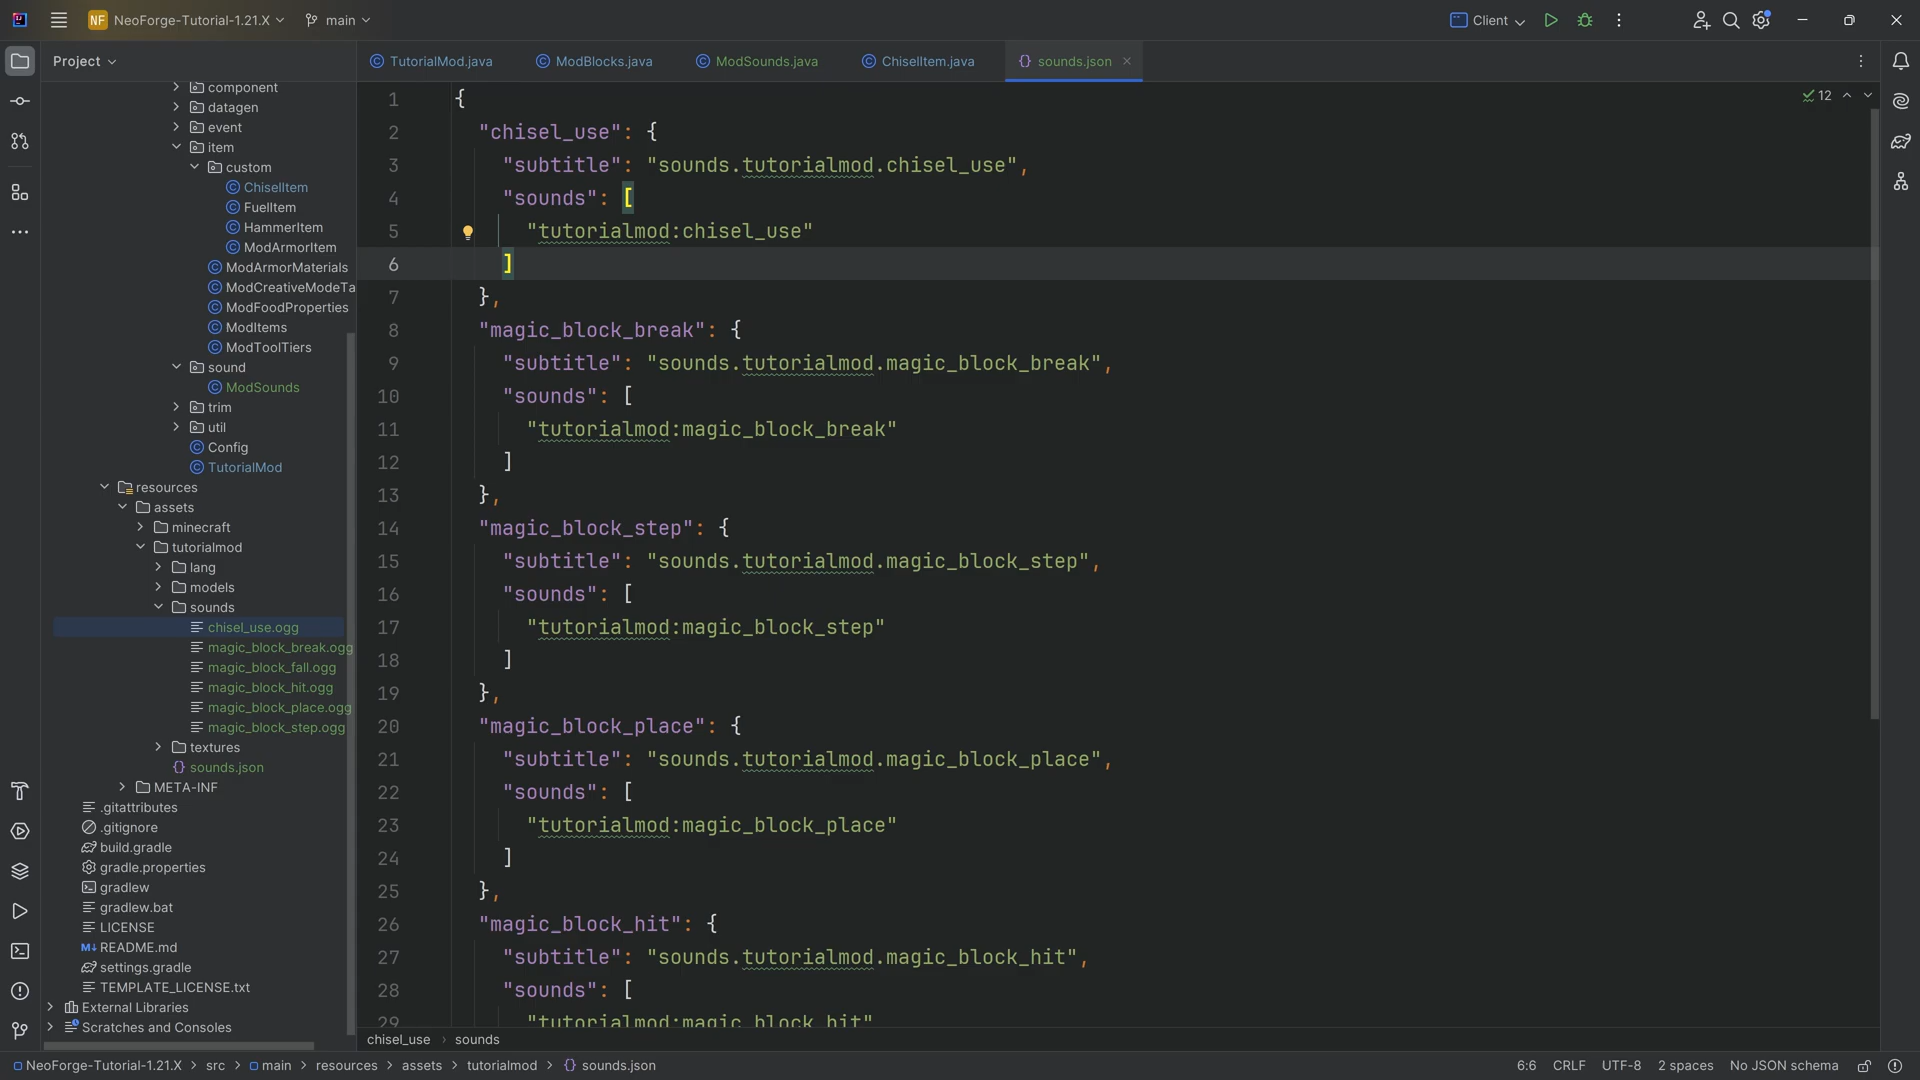 NF NeoForge-Tutorial-1.21.X main Client
Project
TutorialMod.java ModBlocks.java ModSounds.java ChiselItem.java {} sounds.json
component
datagen
event
item
custom
ChiselItem
FuelItem
HammerItem
ModArmorItem
ModArmorMaterials
ModCreativeModeTa
ModFoodProperties
ModItems
ModToolTiers
sound
ModSounds
trim
util
Config
TutorialMod
resources
assets
minecraft
tutorialmod
lang
models
sounds
chisel_use.ogg
magic_block_break.ogg
magic_block_fall.ogg
magic_block_hit.ogg
magic_block_place.ogg
magic_block_step.ogg
textures
{} sounds.json
META-INF
.gitattributes
.gitignore
build.gradle
gradle.properties
gradlew
gradlew.bat
LICENSE
M↓ README.md
settings.gradle
TEMPLATE_LICENSE.txt
External Libraries
Scratches and Consoles
12
1 {
2 "chisel_use": {
3 "subtitle": "sounds.tutorialmod.chisel_use",
4 "sounds": [
5 "tutorialmod:chisel_use"
6 ]
7 },
8 "magic_block_break": {
9 "subtitle": "sounds.tutorialmod.magic_block_break",
10 "sounds": [
11 "tutorialmod:magic_block_break"
12 ]
13 },
14 "magic_block_step": {
15 "subtitle": "sounds.tutorialmod.magic_block_step",
16 "sounds": [
17 "tutorialmod:magic_block_step"
18 ]
19 },
20 "magic_block_place": {
21 "subtitle": "sounds.tutorialmod.magic_block_place",
22 "sounds": [
23 "tutorialmod:magic_block_place"
24 ]
25 },
26 "magic_block_hit": {
27 "subtitle": "sounds.tutorialmod.magic_block_hit",
28 "sounds": [
29 "tutorialmod:magic_block_hit"
chisel_use › sounds
NeoForge-Tutorial-1.21.X > src > main > resources > assets > tutorialmod > {} sounds.json
6:6 CRLF UTF-8 2 spaces No JSON schema